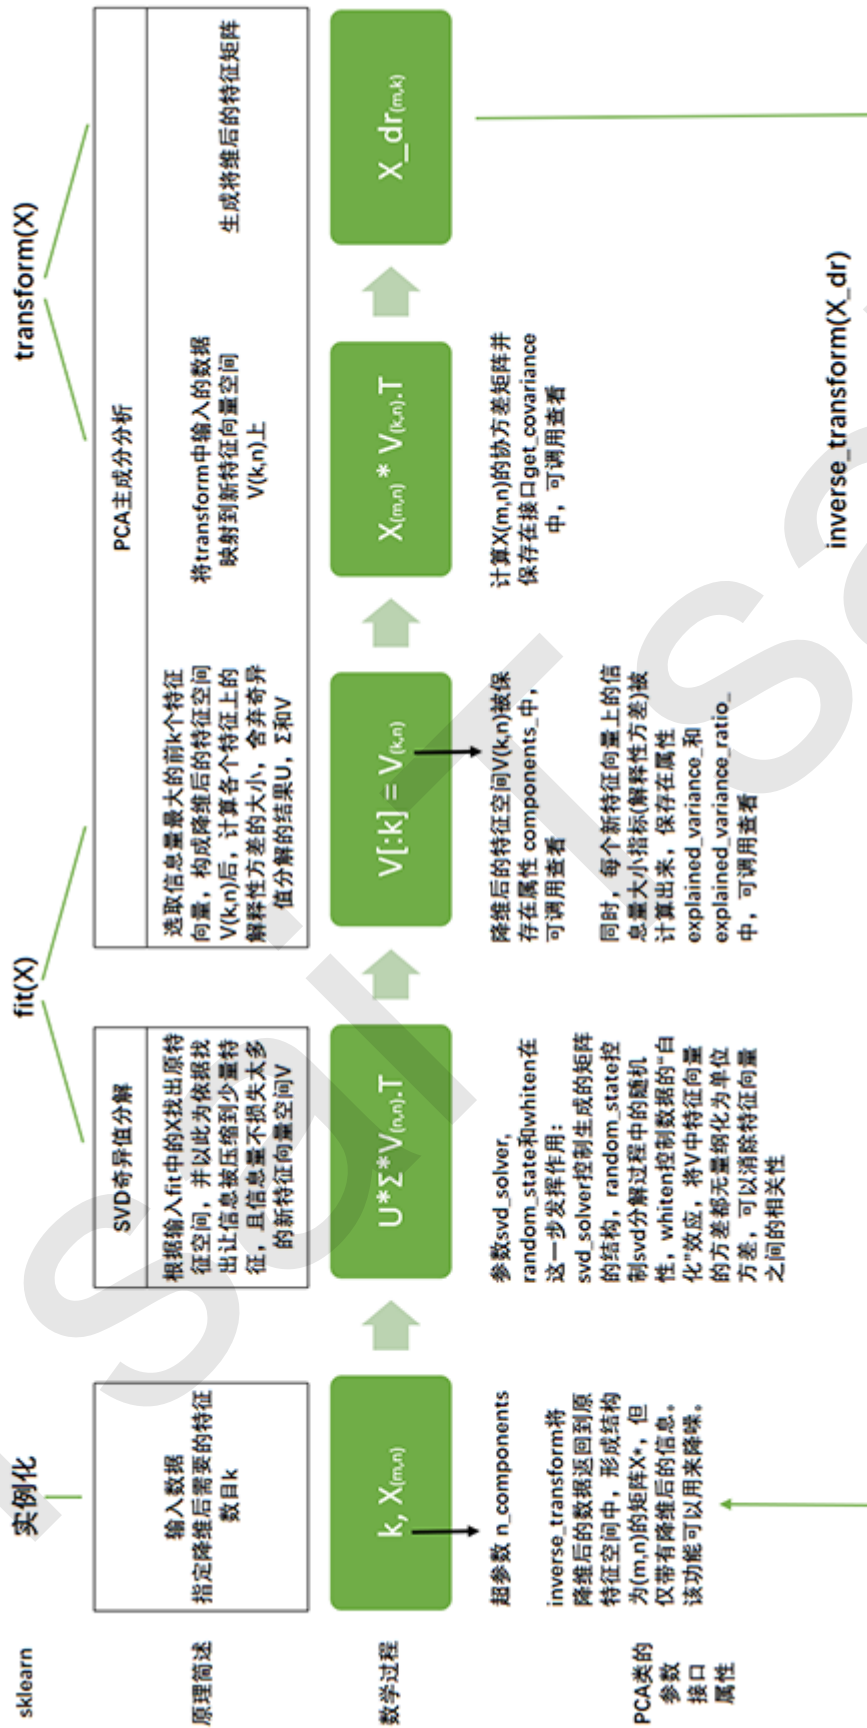 sklearn
实例化
fit(X)
transform(X)
原理简述
输入数据
指定降维后需要的特征
数目k
SVD奇异值分解
根据输入fit中的X找出原特
征空间，并以此为依据找
出让信息被压缩到少量特
征，且信息量不损失太多
的新特征向量空间V
PCA主成分分析
选取信息量最大的前k个特征
向量，构成降维后的特征空间
V(k,n)后，计算各个特征上的
解释性方差的大小，舍弃奇异
值分解的结果U，Σ和V
将transform中输入的数据
映射到新特征向量空间
V(k,n)上
生成将维后的特征矩阵
数学过程
k, X(m,n)
U*Σ*V(n,n).T
V[:k] = V(k,n)
X(m,n) * V(k,n).T
X_dr(m,k)
PCA类的
参数
接口
属性
超参数 n_components
inverse_transform将
降维后的数据返回到原
特征空间中，形成结构
为(m,n)的矩阵X*，但
仅带有降维后的信息。
该功能可以用来降噪。
参数svd_solver,
random_state和whiten在
这一步发挥作用：
svd_solver控制生成的矩阵
的结构，random_state控
制svd分解过程中的随机
性，whiten控制数据的“白
化”效应，将V中特征向量
的方差都无量纲化为单位
方差，可以消除特征向量
之间的相关性
降维后的特征空间V(k,n)被保
存在属性 components_中，
可调用查看
同时，每个新特征向量上的信
息量大小指标(解释性方差)被
计算出来，保存在属性
explained_variance_和
explained_variance_ratio_
中，可调用查看
计算X(m,n)的协方差矩阵并
保存在接口get_covariance
中，可调用查看
inverse_transform(X_dr)